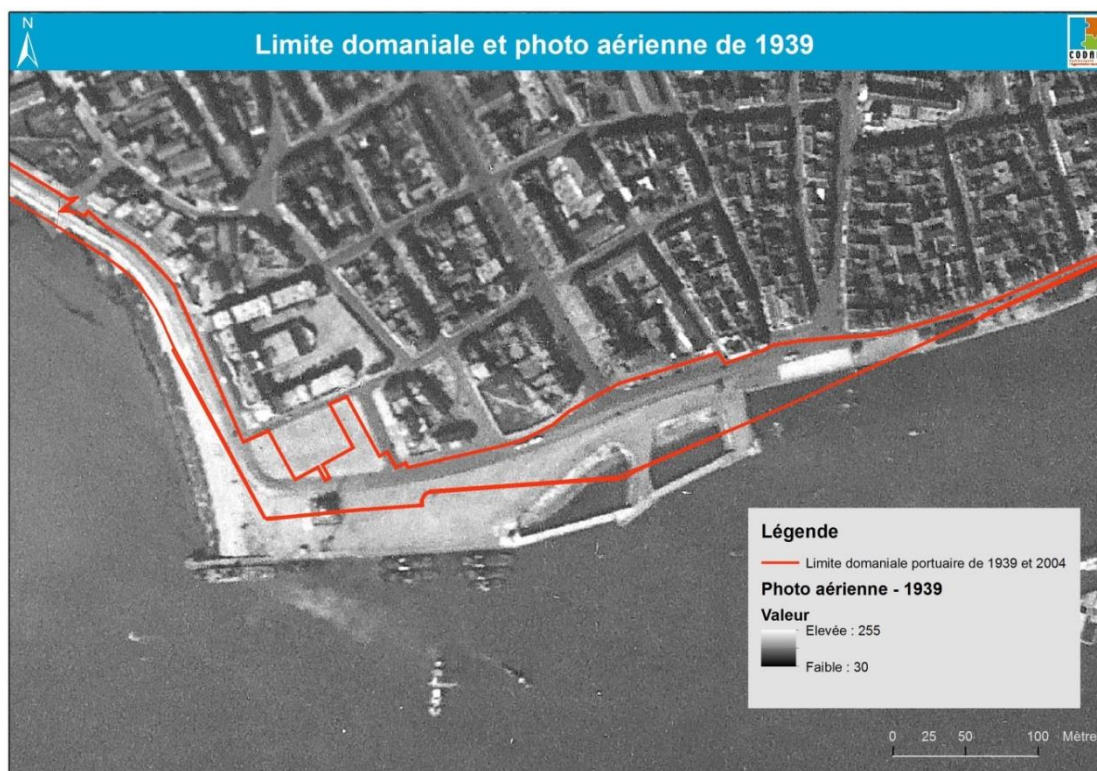 N
Limite domaniale et photo aérienne de 1939
Légende
Limite domaniale portuaire de 1939 et 2004
Photo aérienne - 1939
Valeur
Elevée : 255
Faible : 30
0 25 50 100 Mètre